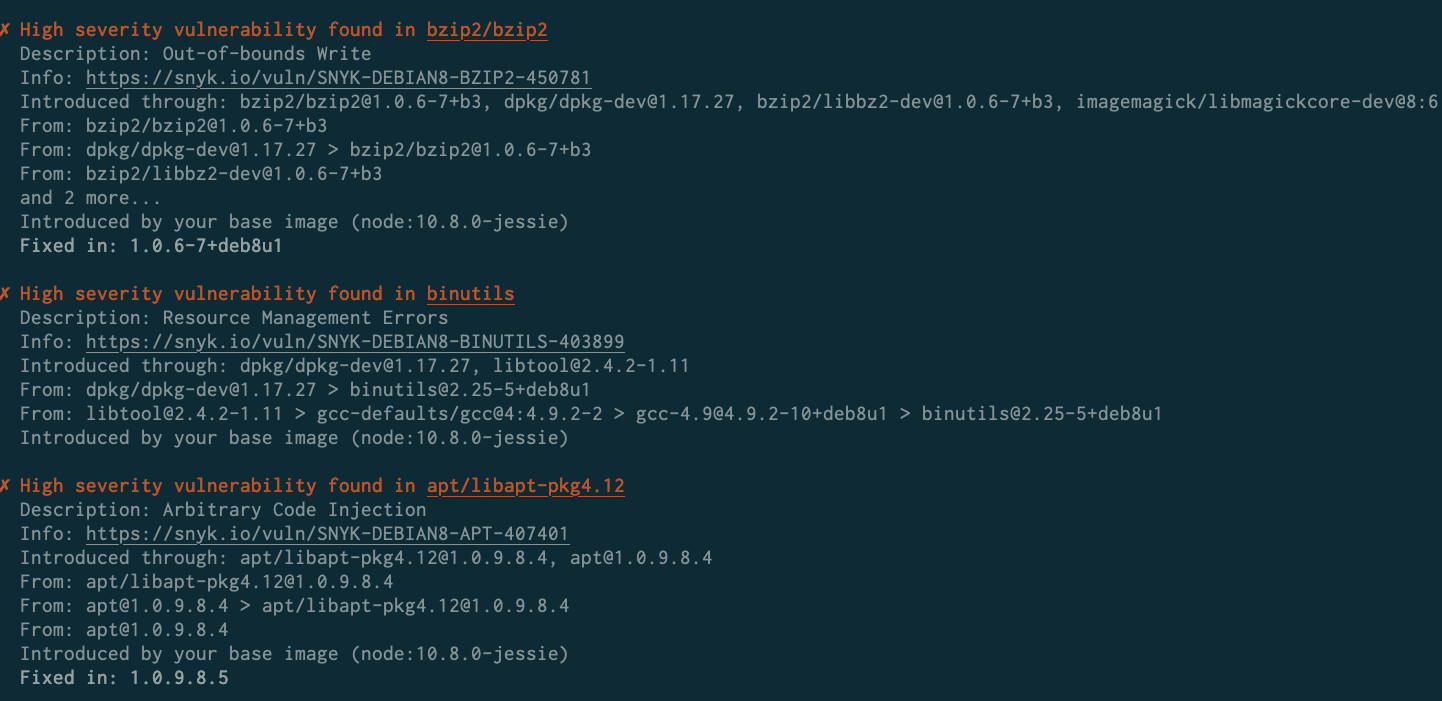 ✗ High severity vulnerability found in bzip2/bzip2
Description: Out-of-bounds Write
Info: https://snyk.io/vuln/SNYK-DEBIAN8-BZIP2-450781
Introduced through: bzip2/bzip2@1.0.6-7+b3, dpkg/dpkg-dev@1.17.27, bzip2/libbz2-dev@1.0.6-7+b3, imagemagick/libmagickcore-dev@8:6
From: bzip2/bzip2@1.0.6-7+b3
From: dpkg/dpkg-dev@1.17.27 > bzip2/bzip2@1.0.6-7+b3
From: bzip2/libbz2-dev@1.0.6-7+b3
and 2 more...
Introduced by your base image (node:10.8.0-jessie)
Fixed in: 1.0.6-7+deb8u1
✗ High severity vulnerability found in binutils
Description: Resource Management Errors
Info: https://snyk.io/vuln/SNYK-DEBIAN8-BINUTILS-403899
Introduced through: dpkg/dpkg-dev@1.17.27, libtool@2.4.2-1.11
From: dpkg/dpkg-dev@1.17.27 > binutils@2.25-5+deb8u1
From: libtool@2.4.2-1.11 > gcc-defaults/gcc@4:4.9.2-2 > gcc-4.9@4.9.2-10+deb8u1 > binutils@2.25-5+deb8u1
Introduced by your base image (node:10.8.0-jessie)
✗ High severity vulnerability found in apt/libapt-pkg4.12
Description: Arbitrary Code Injection
Info: https://snyk.io/vuln/SNYK-DEBIAN8-APT-407401
Introduced through: apt/libapt-pkg4.12@1.0.9.8.4, apt@1.0.9.8.4
From: apt/libapt-pkg4.12@1.0.9.8.4
From: apt@1.0.9.8.4 > apt/libapt-pkg4.12@1.0.9.8.4
From: apt@1.0.9.8.4
Introduced by your base image (node:10.8.0-jessie)
Fixed in: 1.0.9.8.5